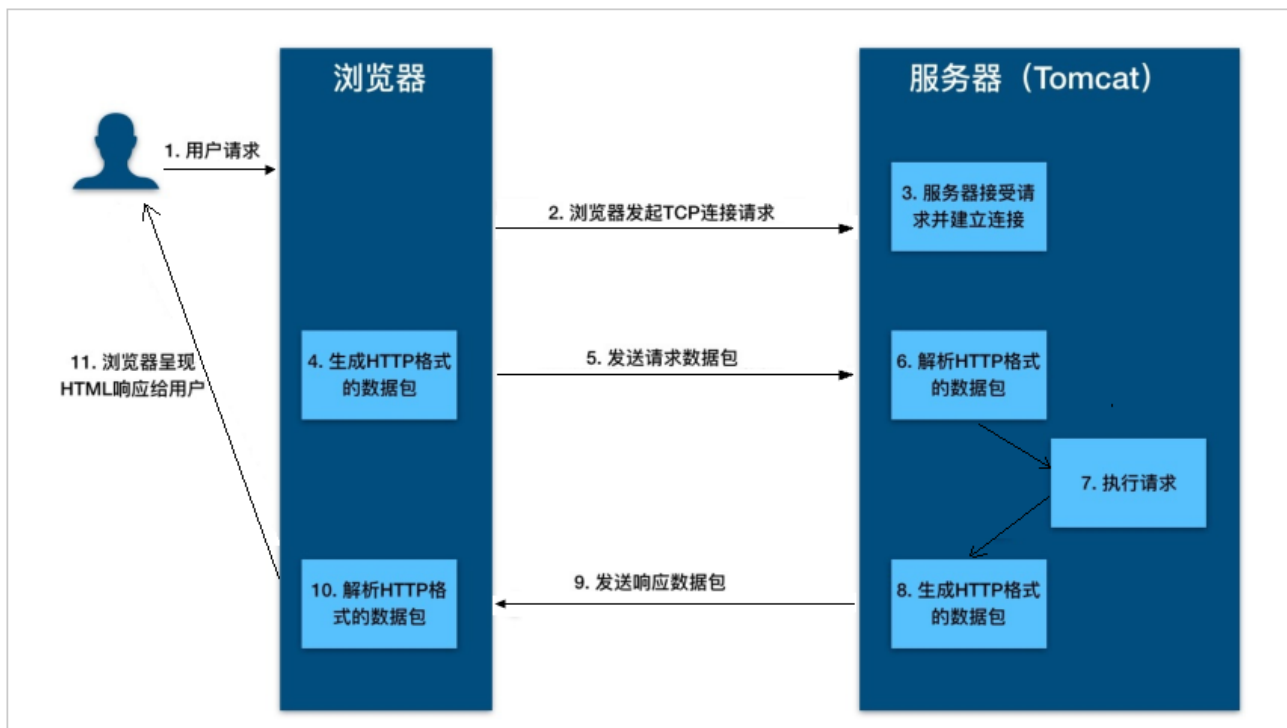 浏览器
服务器（Tomcat）
1. 用户请求
2. 浏览器发起TCP连接请求
3. 服务器接受请
求并建立连接
4. 生成HTTP格式
的数据包
5. 发送请求数据包
6. 解析HTTP格式
的数据包
7. 执行请求
8. 生成HTTP格式
的数据包
9. 发送响应数据包
10. 解析HTTP格
式的数据包
11. 浏览器呈现
HTML响应给用户